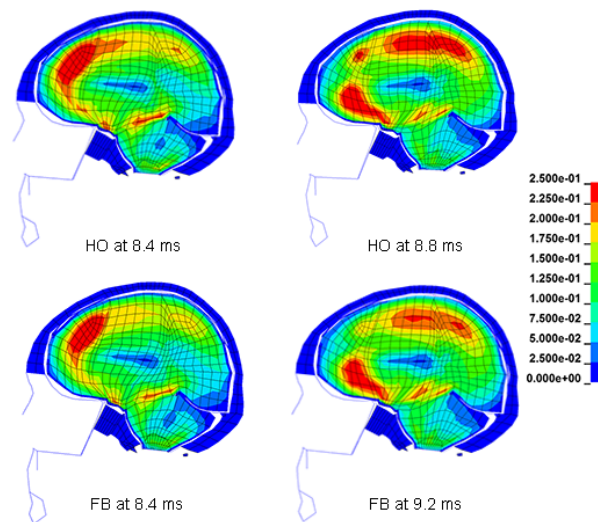 HO at 8.4 ms
HO at 8.8 ms
2.500e-01
2.250e-01
2.000e-01
1.750e-01
1.500e-01
1.250e-01
1.000e-01
7.500e-02
5.000e-02
2.500e-02
0.000e+00
FB at 8.4 ms
FB at 9.2 ms